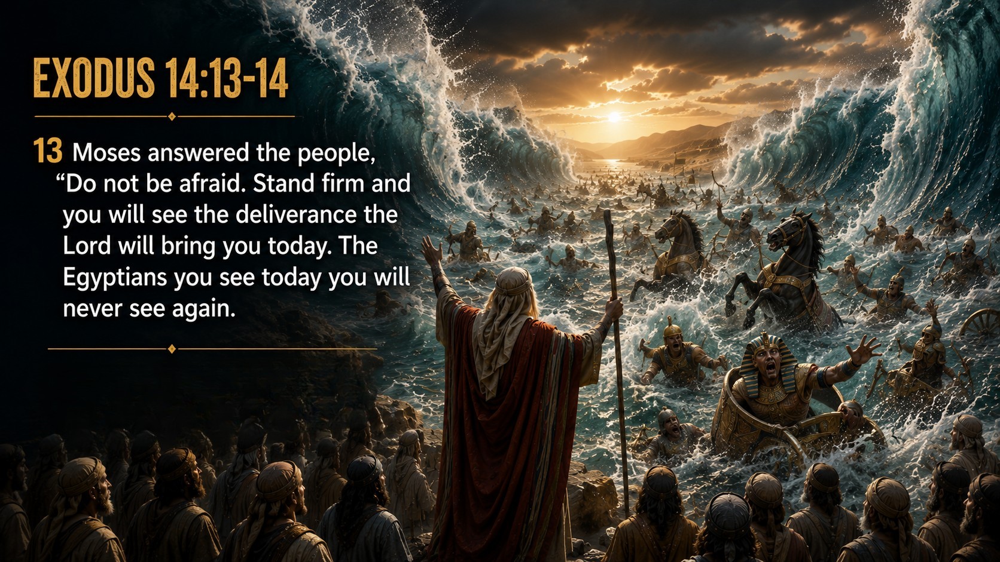 EXODUS 14:13-14
13 Moses answered the people,
“Do not be afraid. Stand firm and
you will see the deliverance the
Lord will bring you today. The
Egyptians you see today you will
never see again.